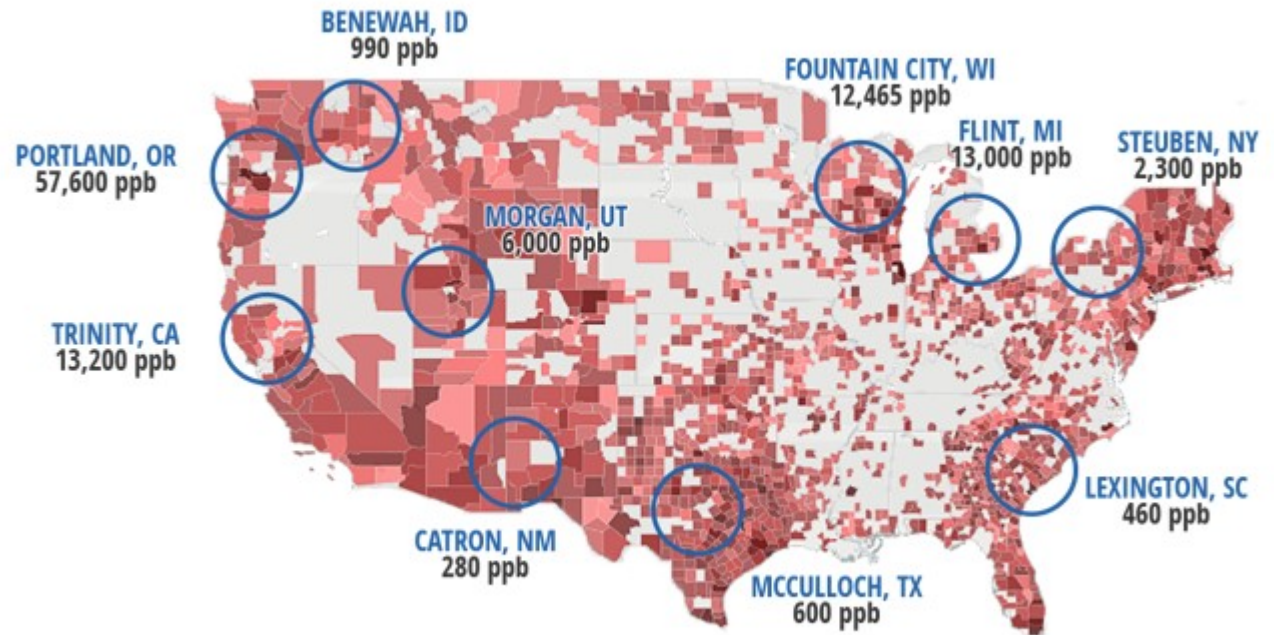 BENEWAH, ID
990 ppb
FOUNTAIN CITY, WI
12,465 ppb
FLINT, MI
13,000 ppb
STEUBEN, NY
2,300 ppb
PORTLAND, OR
57,600 ppb
MORGAN, UT
6,000 ppb
TRINITY, CA
13,200 ppb
LEXINGTON, SC
460 ppb
CATRON, NM
280 ppb
MCCULLOCH, TX
600 ppb